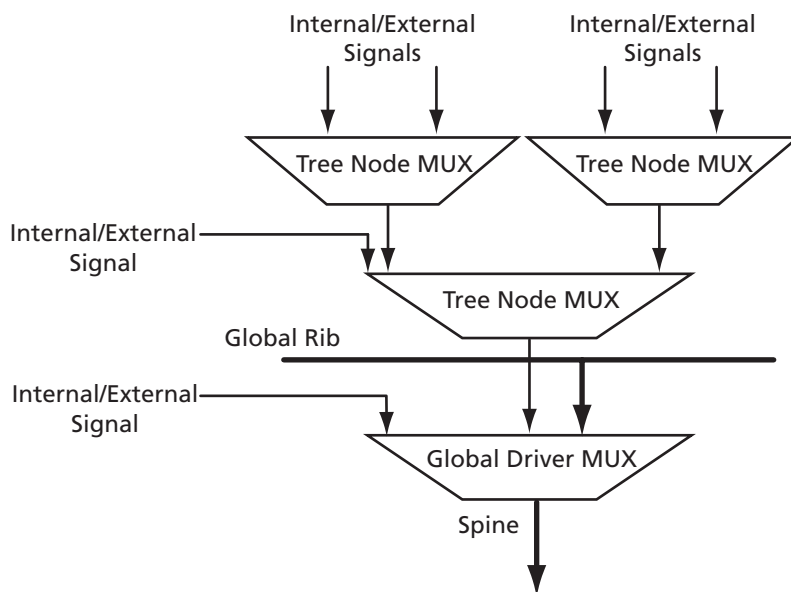 Internal/External
Signals
Internal/External
Signals
Tree Node MUX
Tree Node MUX
Internal/External
Signal
Tree Node MUX
Global Rib
Internal/External
Signal
Global Driver MUX
Spine